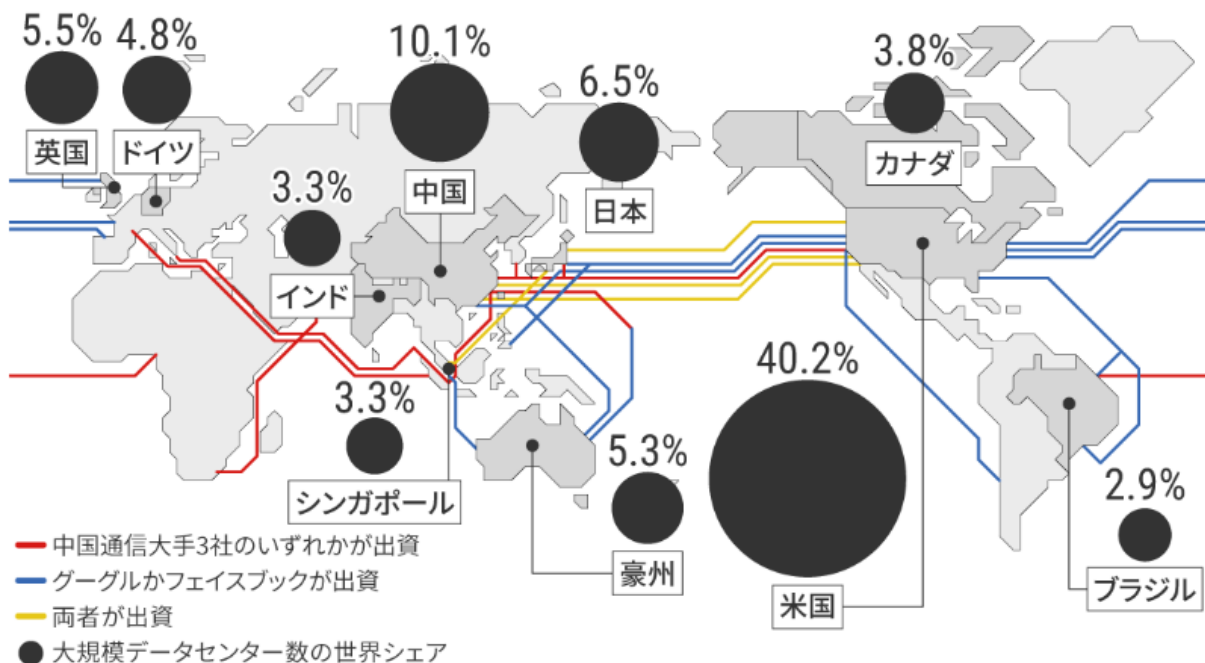 5.5%
英国
4.8%
ドイツ
10.1%
中国
6.5%
日本
3.8%
カナダ
3.3%
インド
3.3%
シンガポール
5.3%
豪州
40.2%
米国
2.9%
ブラジル
中国通信大手3社のいずれかが出資
グーグルかフェイスブックが出資
両者が出資
大規模データセンター数の世界シェア